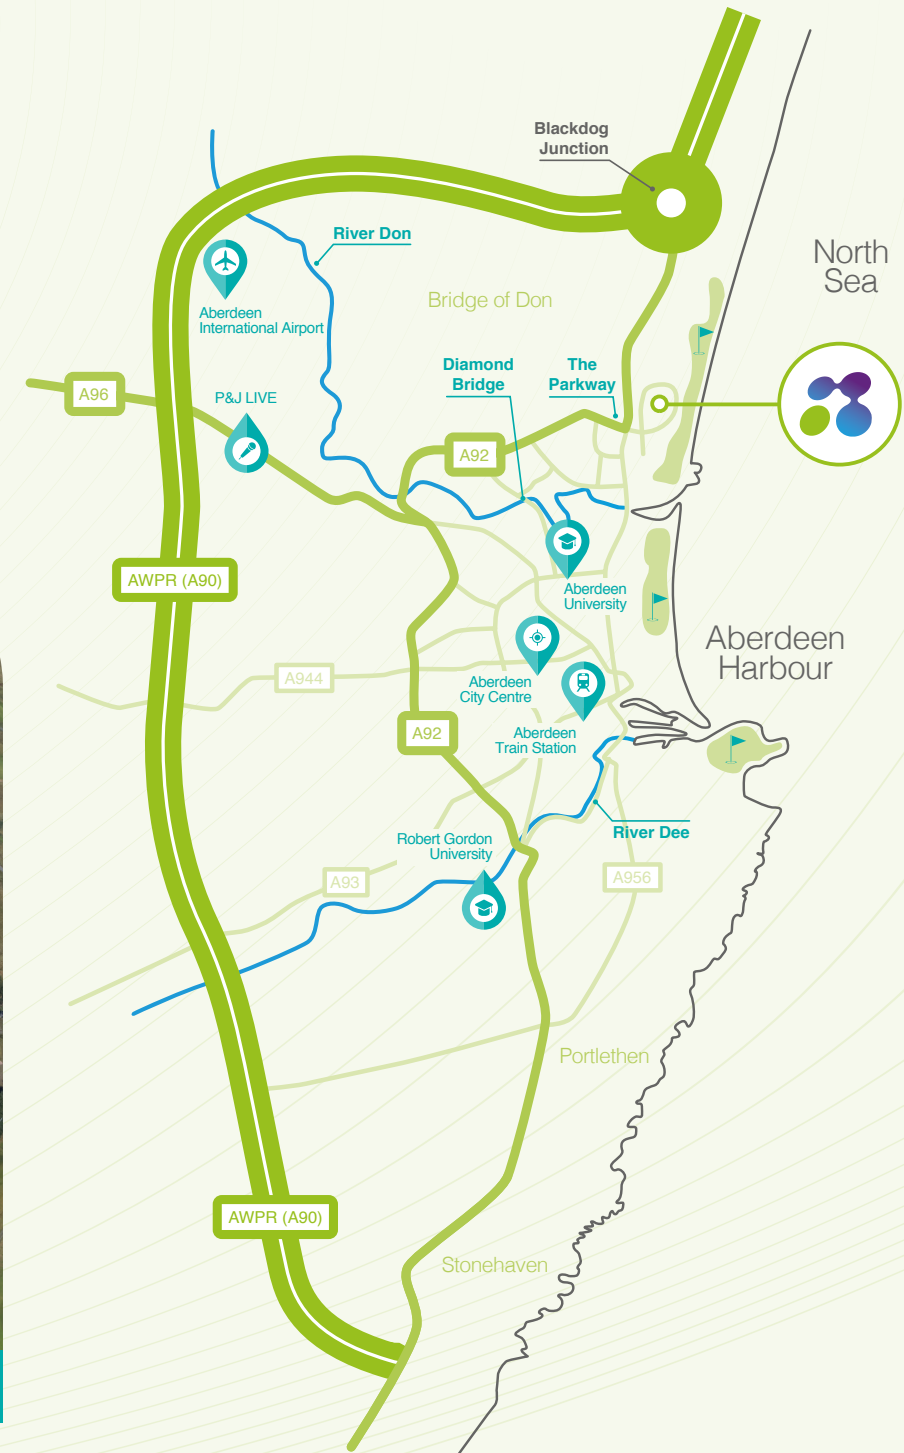 Blackdog
Junction
North
Sea
River Don
Bridge of Don
Aberdeen
International Airport
Diamond
Bridge
The
Parkway
A96
P&J LIVE
A92
AWPR (A90)
Aberdeen
University
Aberdeen
Harbour
A944
Aberdeen
City Centre
A92
Aberdeen
Train Station
River Dee
Robert Gordon
University
A93
A956
Portlethen
AWPR (A90)
Stonehaven